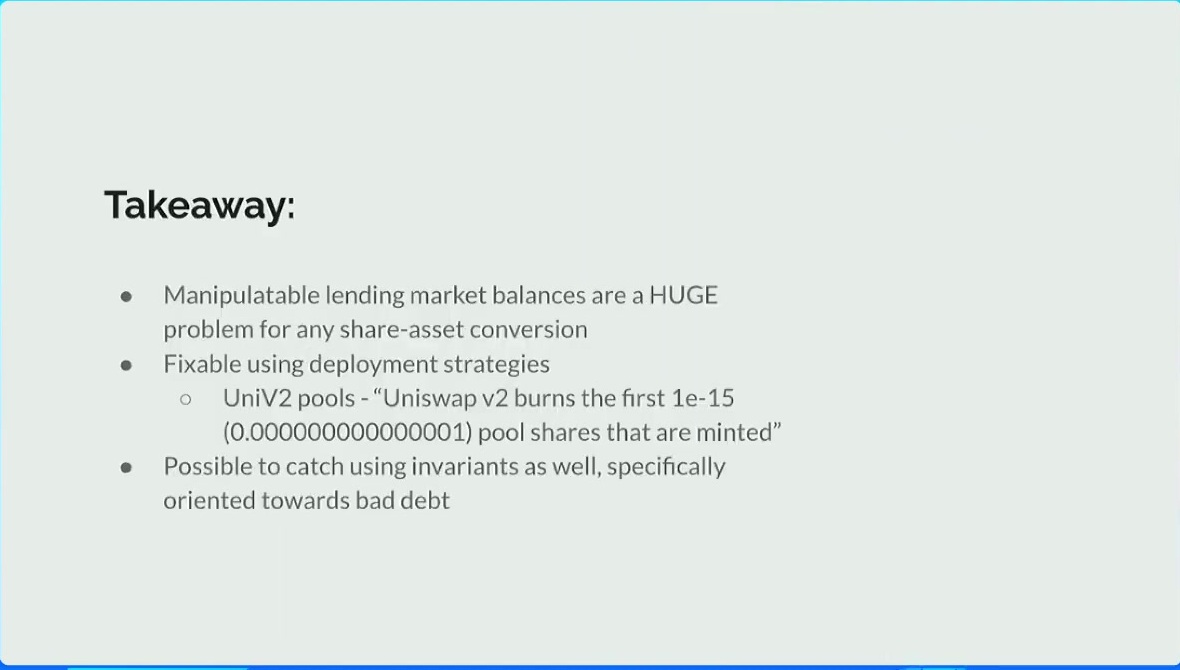 Takeaway:
● Manipulatable lending market balances are a HUGE
problem for any share-asset conversion
● Fixable using deployment strategies
○ UniV2 pools - “Uniswap v2 burns the first 1e-15
(0.000000000000001) pool shares that are minted”
● Possible to catch using invariants as well, specifically
oriented towards bad debt